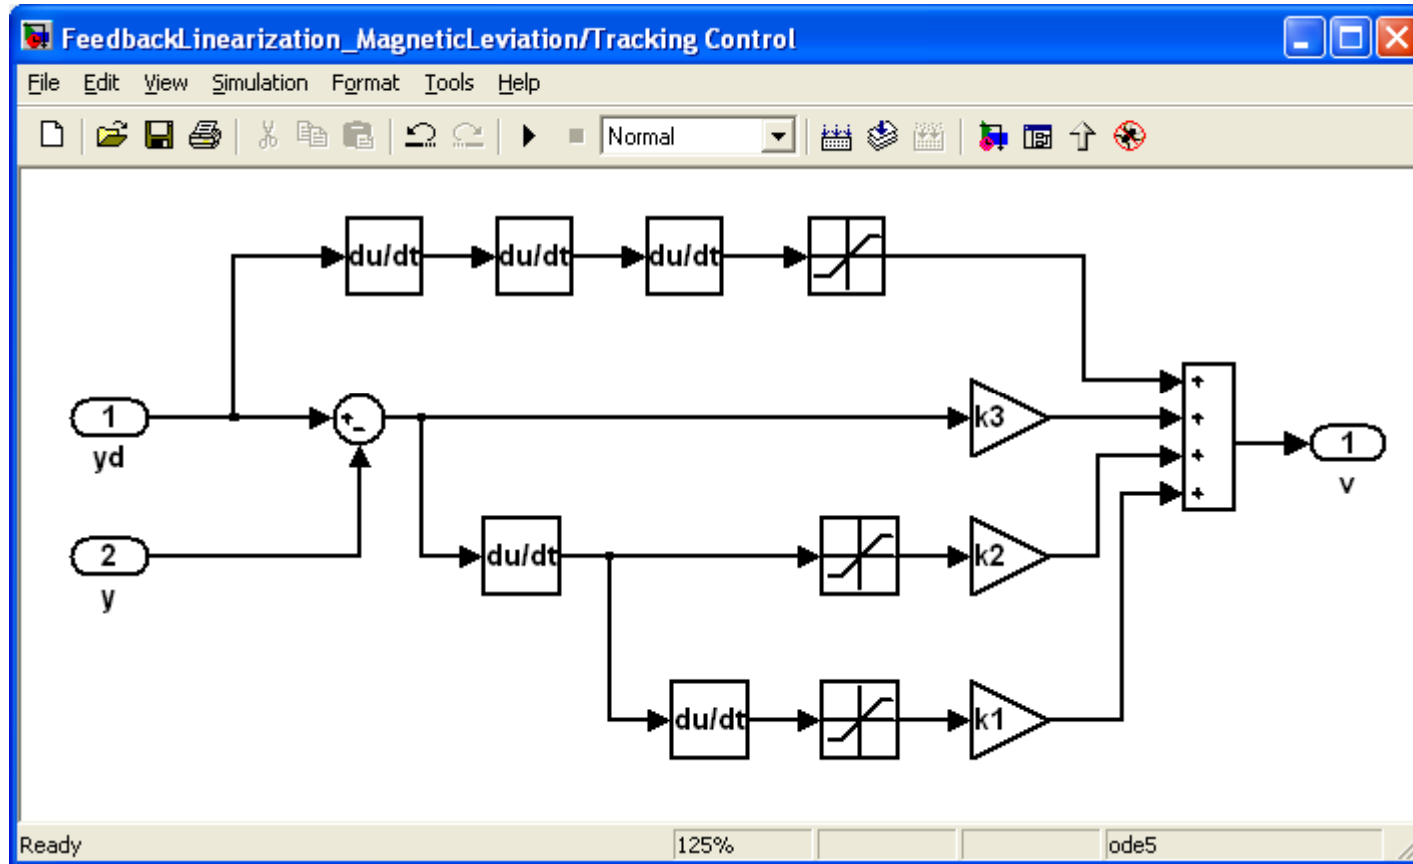 FeedbackLinearization_MagneticLeviation/Tracking Control
File Edit View Simulation Format Tools Help
Normal
du/dt du/dt du/dt
+
1 + - k3 +
yd + 1
+ v
2 du/dt k2
y
du/dt k1
Ready 125% ode5